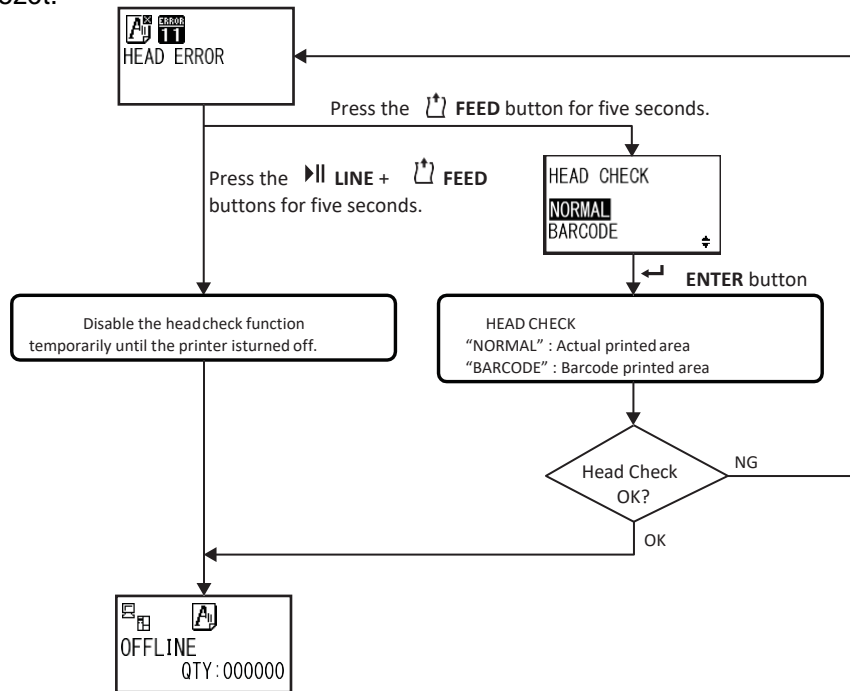 ERROR
11
HEAD ERROR
Press the FEED button for five seconds.
Press the LINE + FEED
buttons for five seconds.
HEAD CHECK
NORMAL
BARCODE
ENTER button
Disable the headcheck function
temporarily until the printer isturned off.
HEAD CHECK
“NORMAL” : Actual printed area
“BARCODE” : Barcode printed area
Head Check
OK?
NG
OK
OFFLINE
QTY:000000